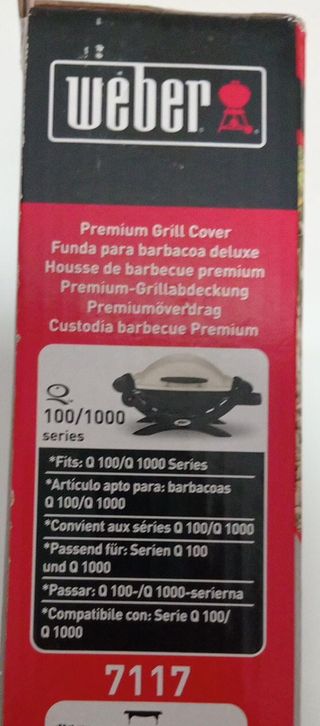 weber
Premium Grill Cover
Funda para barbacoa deluxe
Housse de barbecue premium
Premium-Grillabdeckung
Premiumöverdrag
Custodia barbecue Premium
Q
100/1000
series
*Fits: Q 100/Q 1000 Series
*Artículo apto para: barbacoas
Q 100/Q 1000
*Convient aux séries Q 100/Q 1000
*Passend für: Serien Q 100
und Q 1000
*Passar: Q 100-/Q 1000-serierna
*Compatibile con: Serie Q 100/
Q 1000
7117